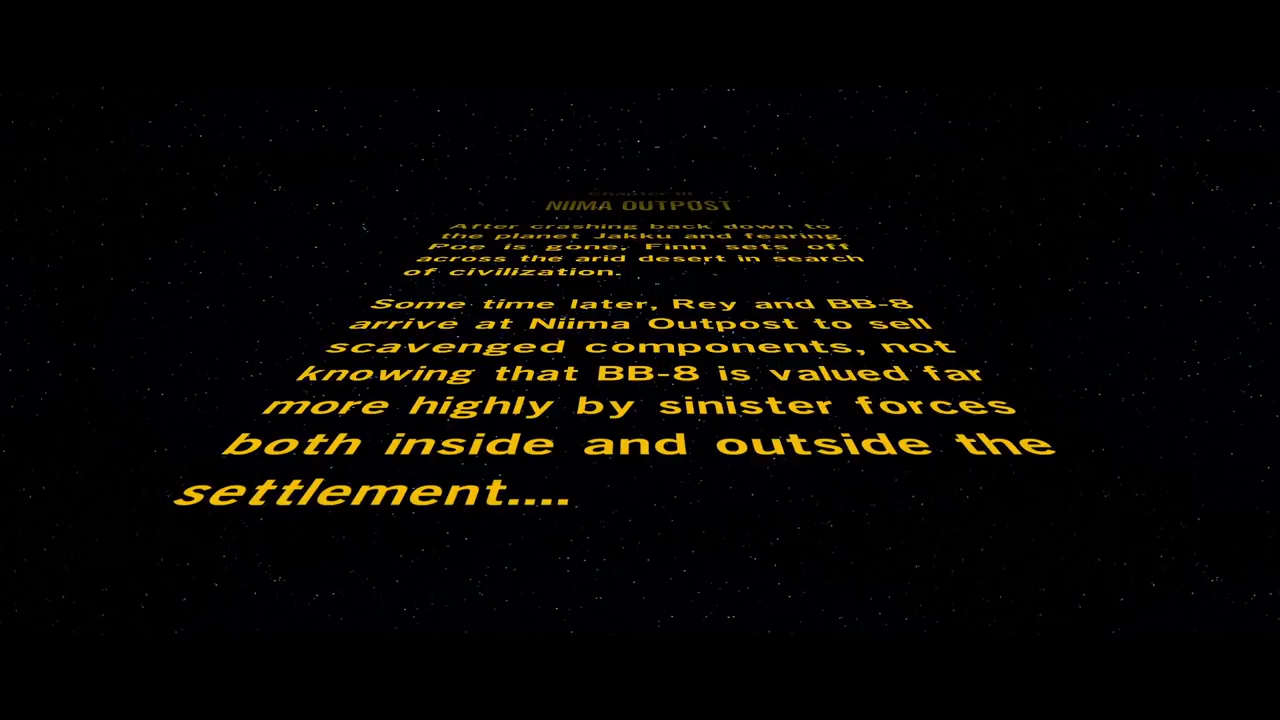 Chapter III
NIIMA OUTPOST
After crashing back down to
the planet Jakku and fearing
Poe is gone, Finn sets off
across the arid desert in search
of civilization.
Some time later, Rey and BB-8
arrive at Niima Outpost to sell
scavenged components, not
knowing that BB-8 is valued far
more highly by sinister forces
both inside and outside the
settlement....